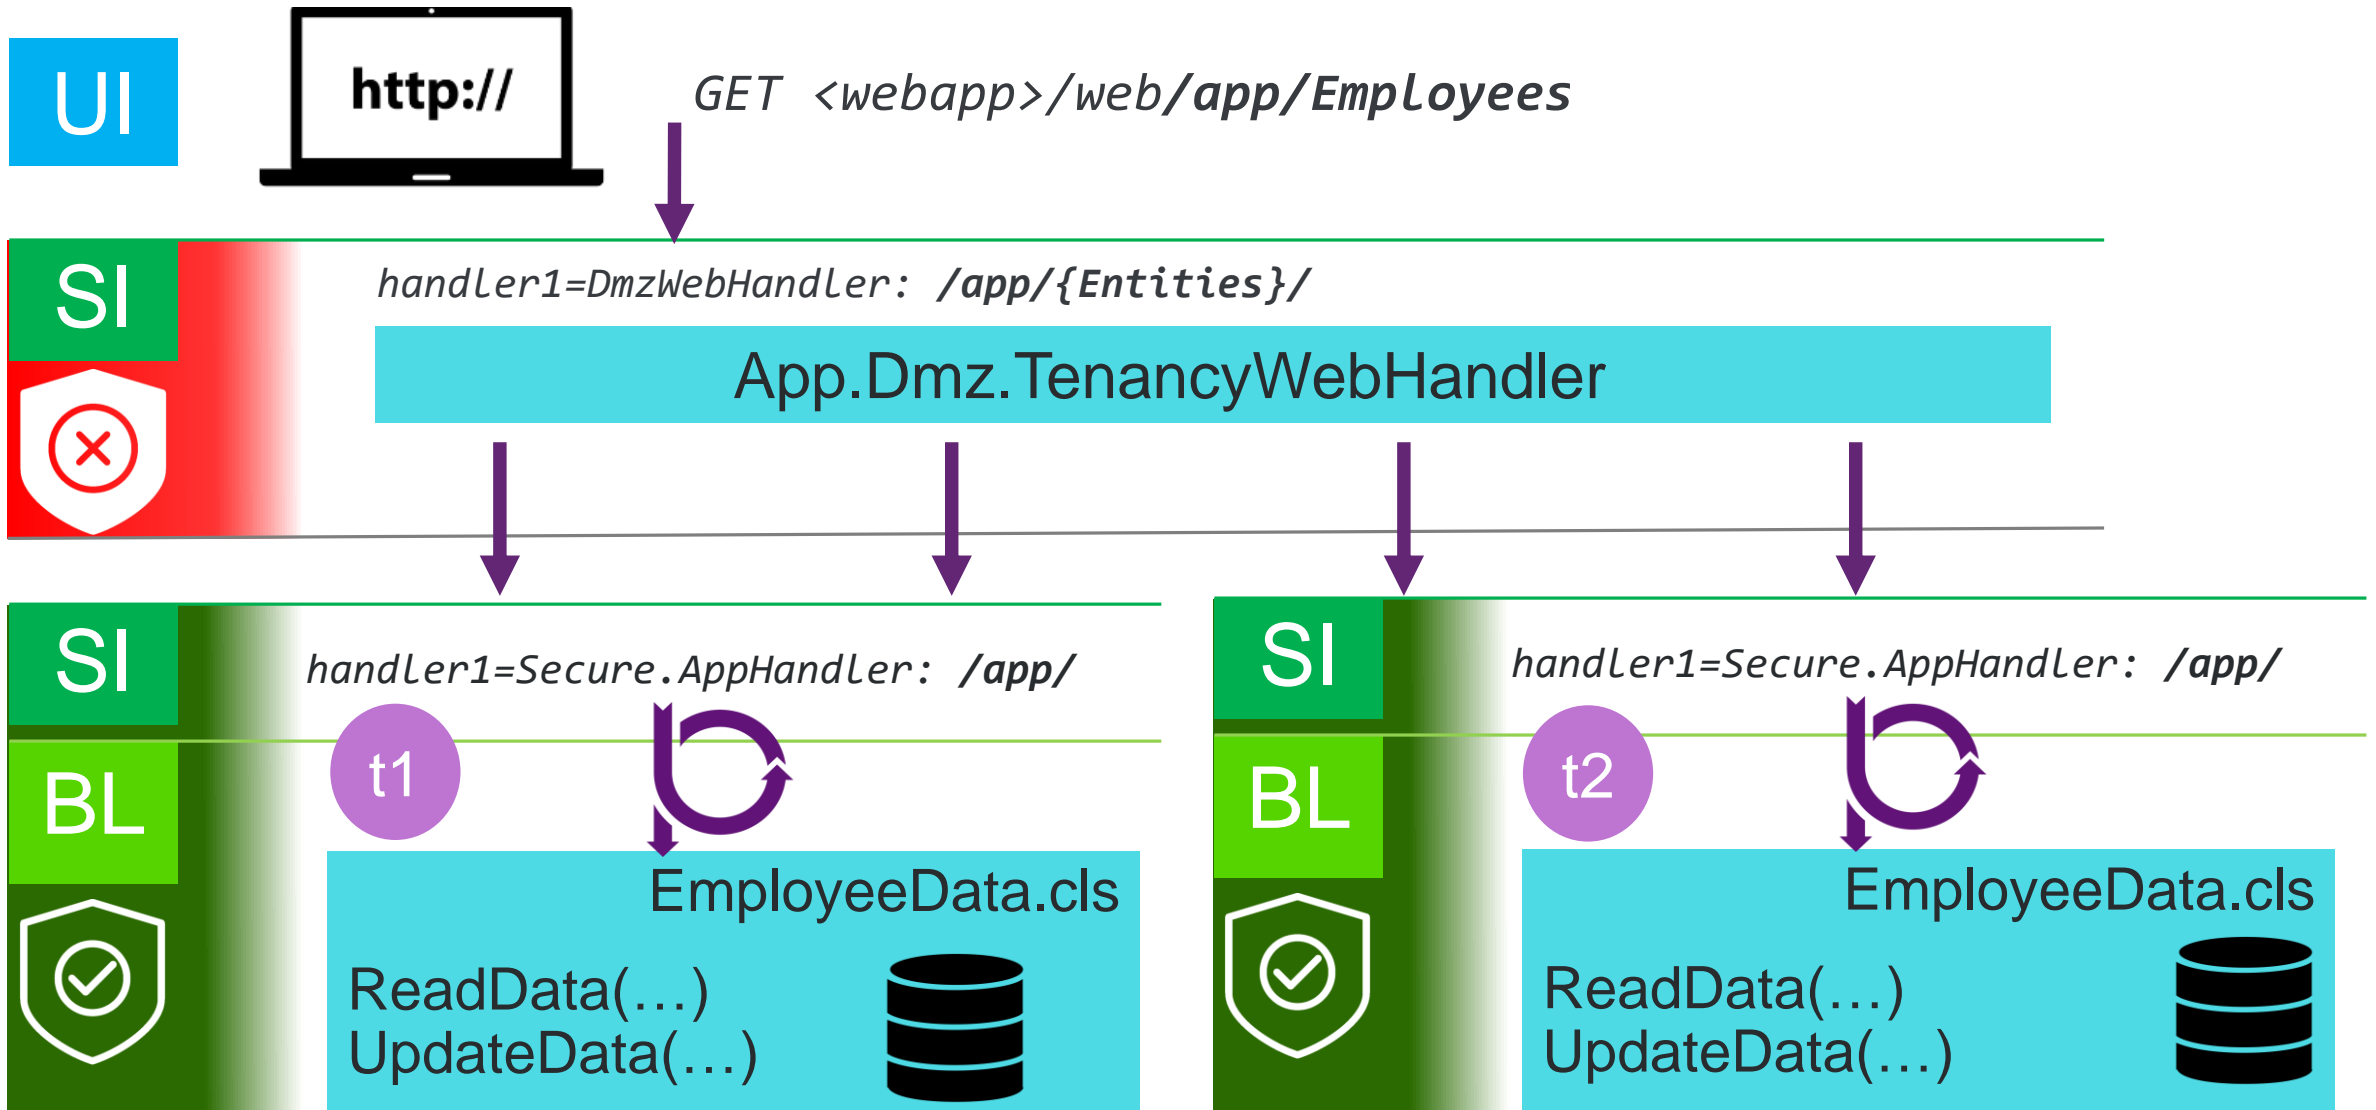 UI
http://
GET <webapp>/web/app/Employees
SI
handler1=DmzWebHandler: /app/{Entities}/
App.Dmz.TenancyWebHandler
SI
handler1=Secure.AppHandler: /app/
t1
BL
EmployeeData.cls
ReadData(…)
UpdateData(…)
SI
handler1=Secure.AppHandler: /app/
t2
BL
EmployeeData.cls
ReadData(…)
UpdateData(…)